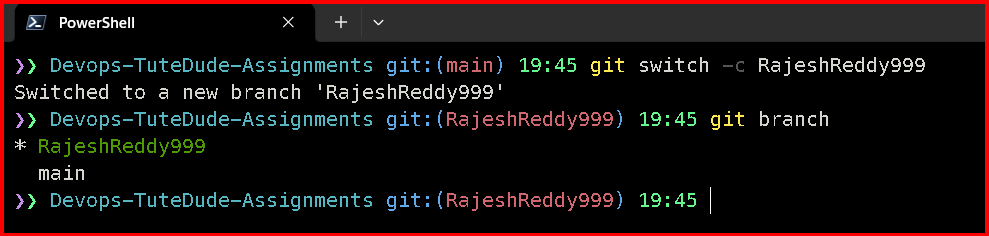 PowerShell
❯❯ Devops-TuteDude-Assignments git:(main) 19:45 git switch -c RajeshReddy999
Switched to a new branch 'RajeshReddy999'
❯❯ Devops-TuteDude-Assignments git:(RajeshReddy999) 19:45 git branch
* RajeshReddy999
  main
❯❯ Devops-TuteDude-Assignments git:(RajeshReddy999) 19:45